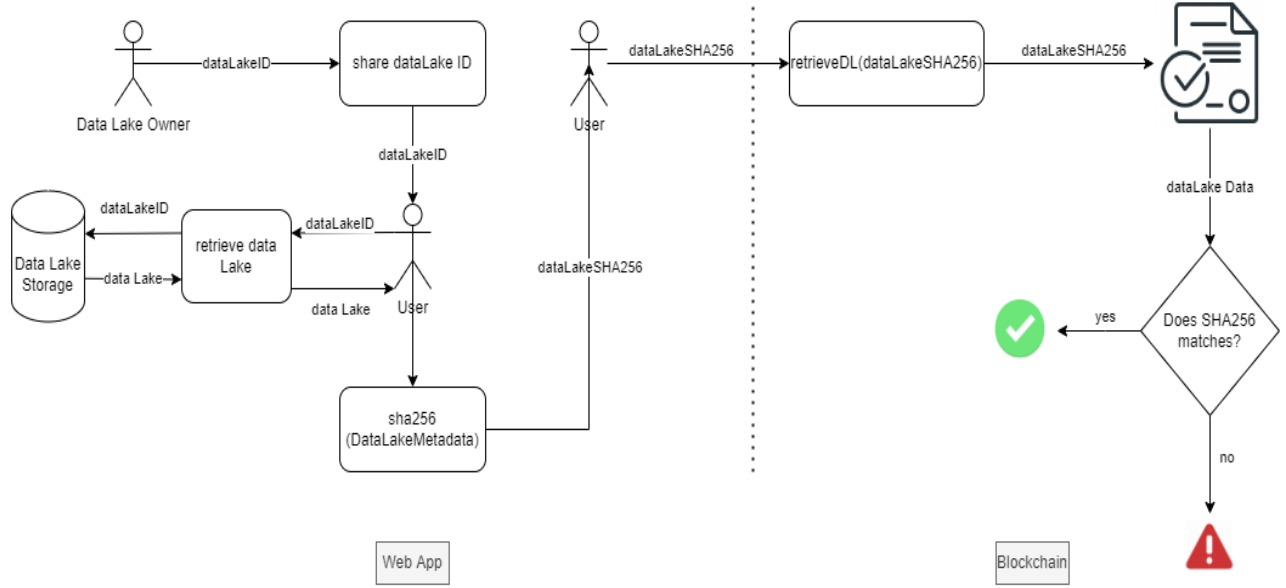 dataLakeID
share dataLake ID
Data Lake Owner
dataLakeSHA256
User
retrieveDL(dataLakeSHA256)
dataLakeSHA256
dataLakeID
dataLake Data
dataLakeID
dataLakeID
retrieve data
Lake
Data Lake
Storage
data Lake
data Lake
User
dataLakeSHA256
yes
Does SHA256
matches?
sha256
(DataLakeMetadata)
no
Web App
Blockchain